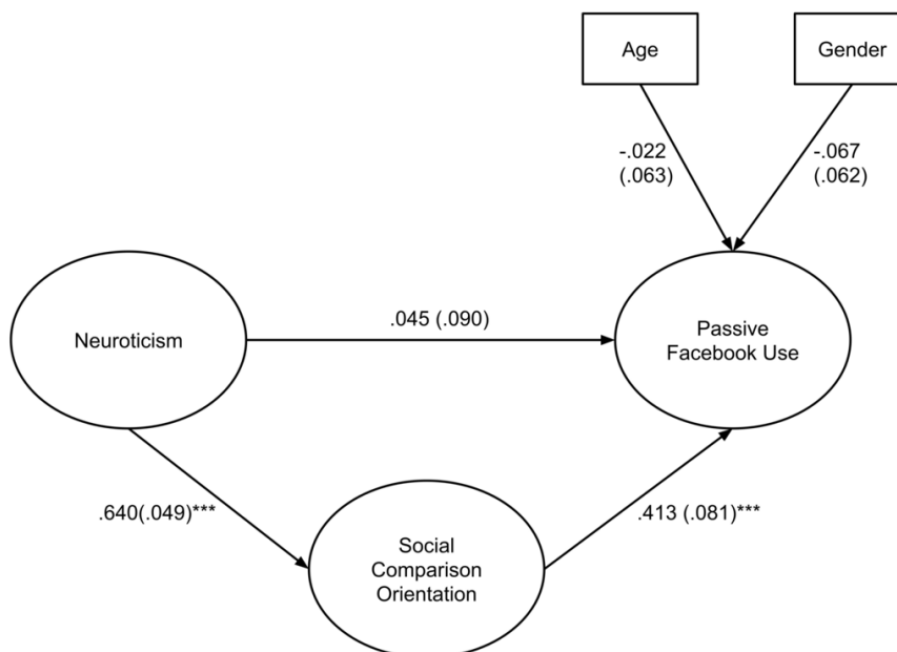 Age
Gender
-.022
(.063)
-.067
(.062)
Neuroticism
.045 (.090)
Passive
Facebook Use
.640(.049)***
.413 (.081)***
Social
Comparison
Orientation